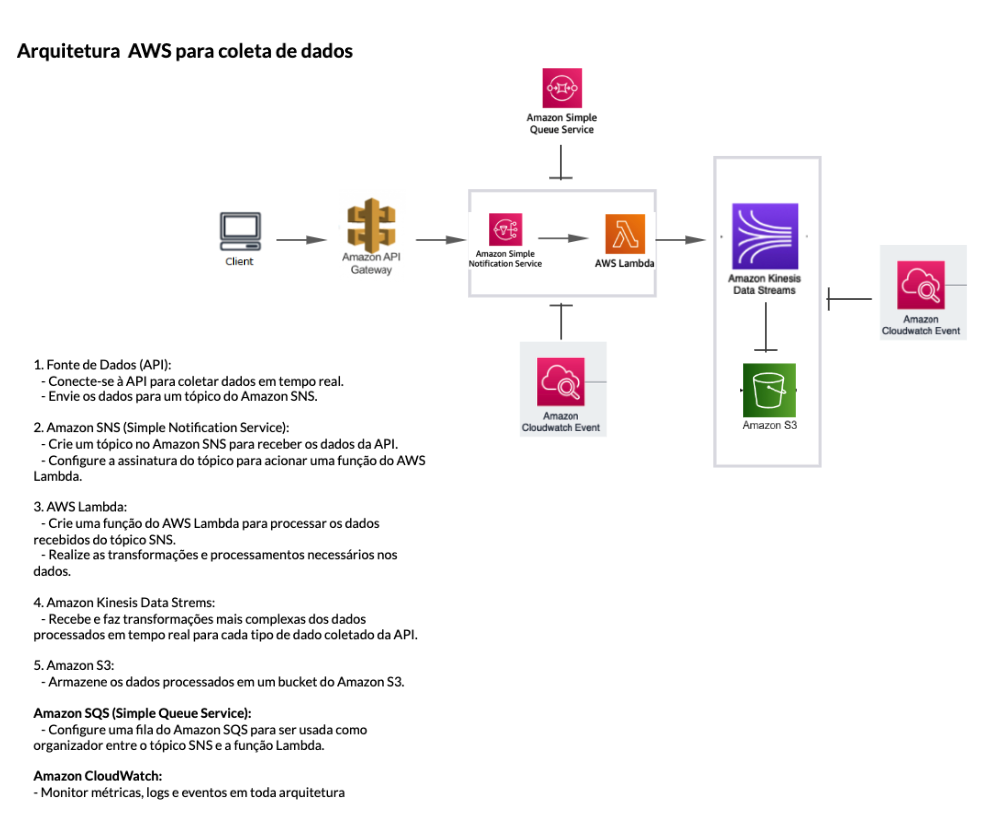 Arquitetura  AWS para coleta de dados
Amazon Simple
Queue Service
Client
Amazon API
Gateway
Amazon Simple
Notification Service
AWS Lambda
Amazon Kinesis
Data Streams
Amazon
Cloudwatch Event
Amazon
Cloudwatch Event
Amazon S3
1. Fonte de Dados (API):
- Conecte-se à API para coletar dados em tempo real.
- Envie os dados para um tópico do Amazon SNS.
2. Amazon SNS (Simple Notification Service):
- Crie um tópico no Amazon SNS para receber os dados da API.
- Configure a assinatura do tópico para acionar uma função do AWS
Lambda.
3. AWS Lambda:
- Crie uma função do AWS Lambda para processar os dados
recebidos do tópico SNS.
- Realize as transformações e processamentos necessários nos
dados.
4. Amazon Kinesis Data Strems:
- Recebe e faz transformações mais complexas dos dados
processados em tempo real para cada tipo de dado coletado da API.
5. Amazon S3:
- Armazene os dados processados em um bucket do Amazon S3.
Amazon SQS (Simple Queue Service):
- Configure uma fila do Amazon SQS para ser usada como
organizador entre o tópico SNS e a função Lambda.
Amazon CloudWatch:
- Monitor métricas, logs e eventos em toda arquitetura